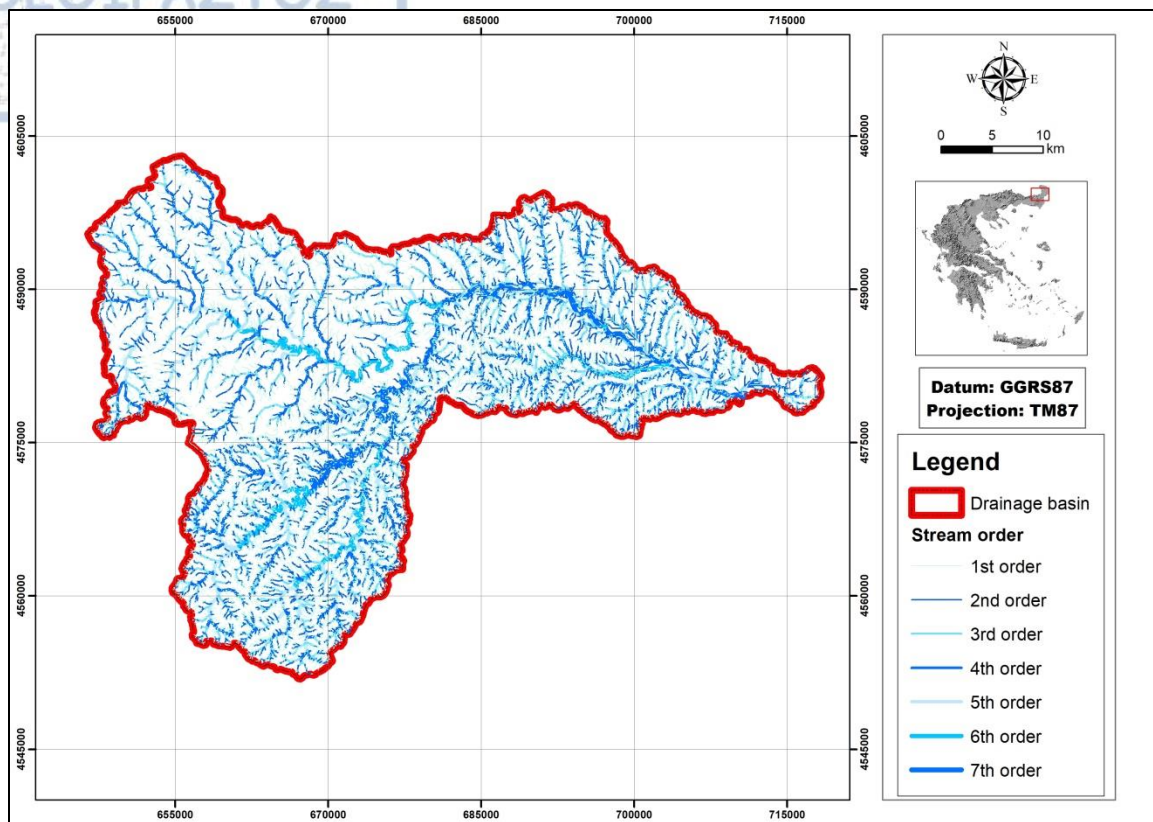 655000 670000 685000 700000 715000
4605000 4605000
4590000 4590000
4575000 4575000
4560000 4560000
4545000 4545000
655000 670000 685000 700000 715000
N
W E
S
0 5 10
km
Datum: GGRS87
Projection: TM87
Legend
Drainage basin
Stream order
1st order
2nd order
3rd order
4th order
5th order
6th order
7th order